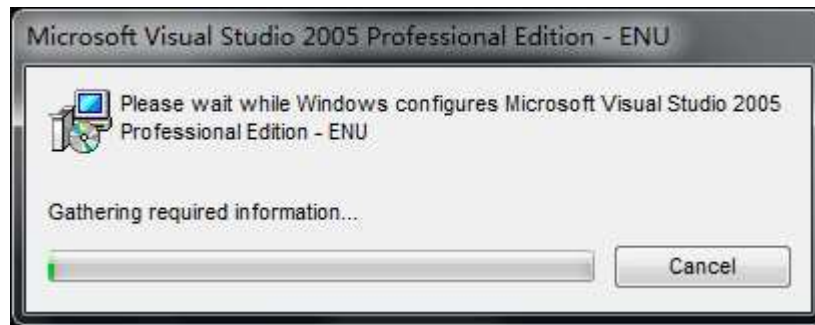 Microsoft Visual Studio 2005 Professional Edition - ENU
Please wait while Windows configures Microsoft Visual Studio 2005
Professional Edition - ENU
Gathering required information...
Cancel